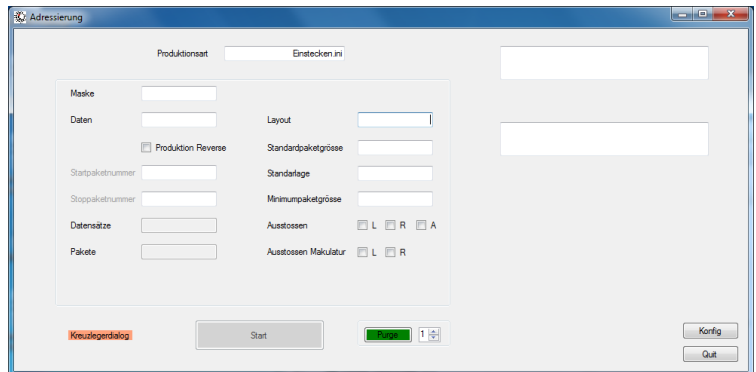 Adressierung
Produktionsart Einstecken.ini
Maske
Daten Layout
Produktion Reverse Standardpaketgrösse
Startpaketnummer Standarlage
Stoppaketnummer Minimumpaketgrösse
Datensätze Ausstossen L R A
Pakete Ausstossen Makulatur L R
Kreuzlegerdialog Start Purge 1 Konfig
Quit